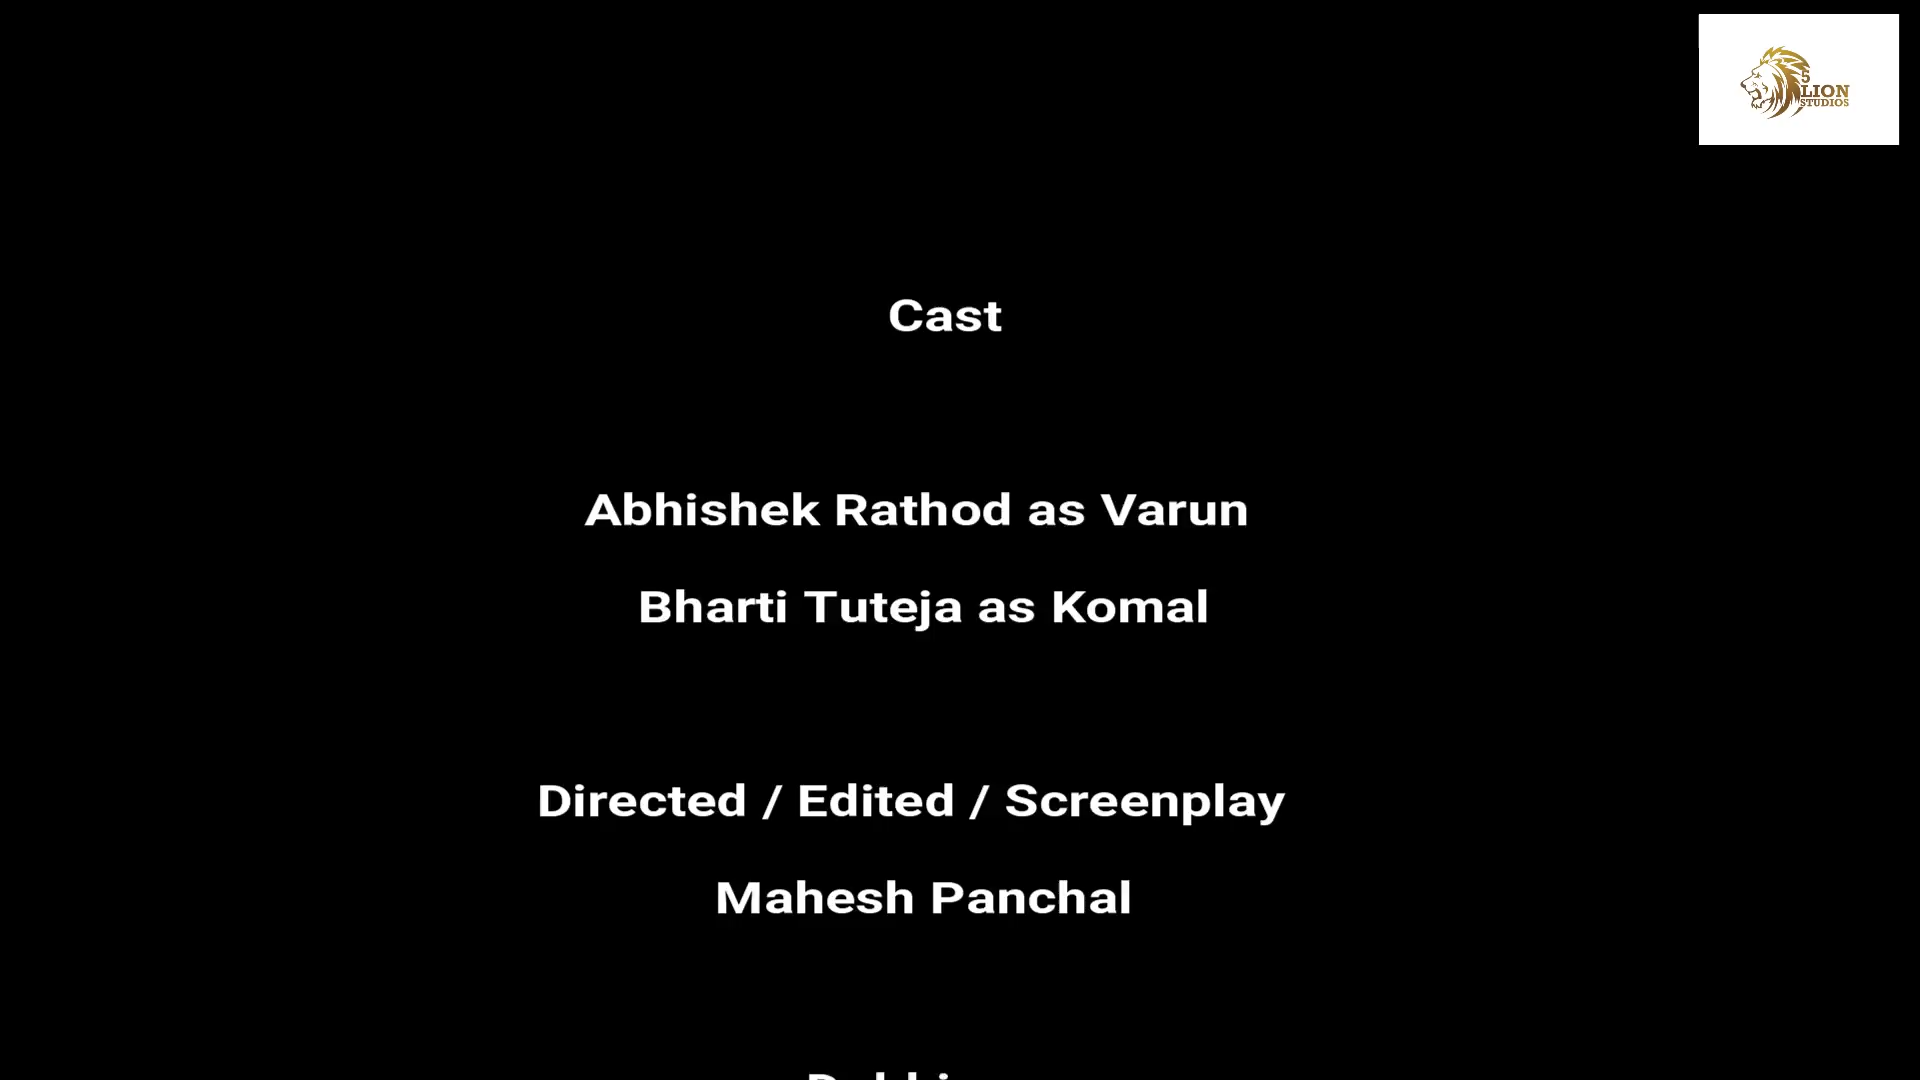 5
LION
STUDIOS
Cast
Abhishek Rathod as Varun
Bharti Tuteja as Komal
Directed / Edited / Screenplay
Mahesh Panchal